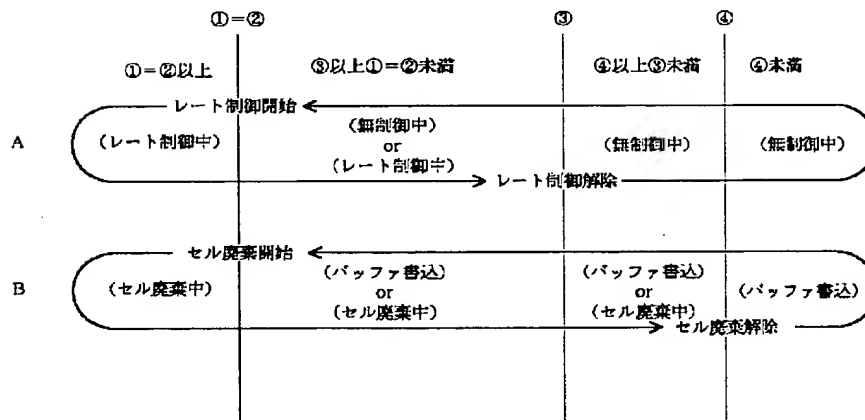 ①=② ③ ④
①=②以上 ③以上①=②未満 ④以上③未満 ④未満
レート制御開始
A (レート制御中) (無制御中) (無制御中) (無制御中)
or
(レート制御中)
レート制御解除
セル廃棄開始
B (セル廃棄中) (バッファ書込) (バッファ書込) (バッファ書込)
or or
(セル廃棄中) (セル廃棄中)
セル廃棄解除